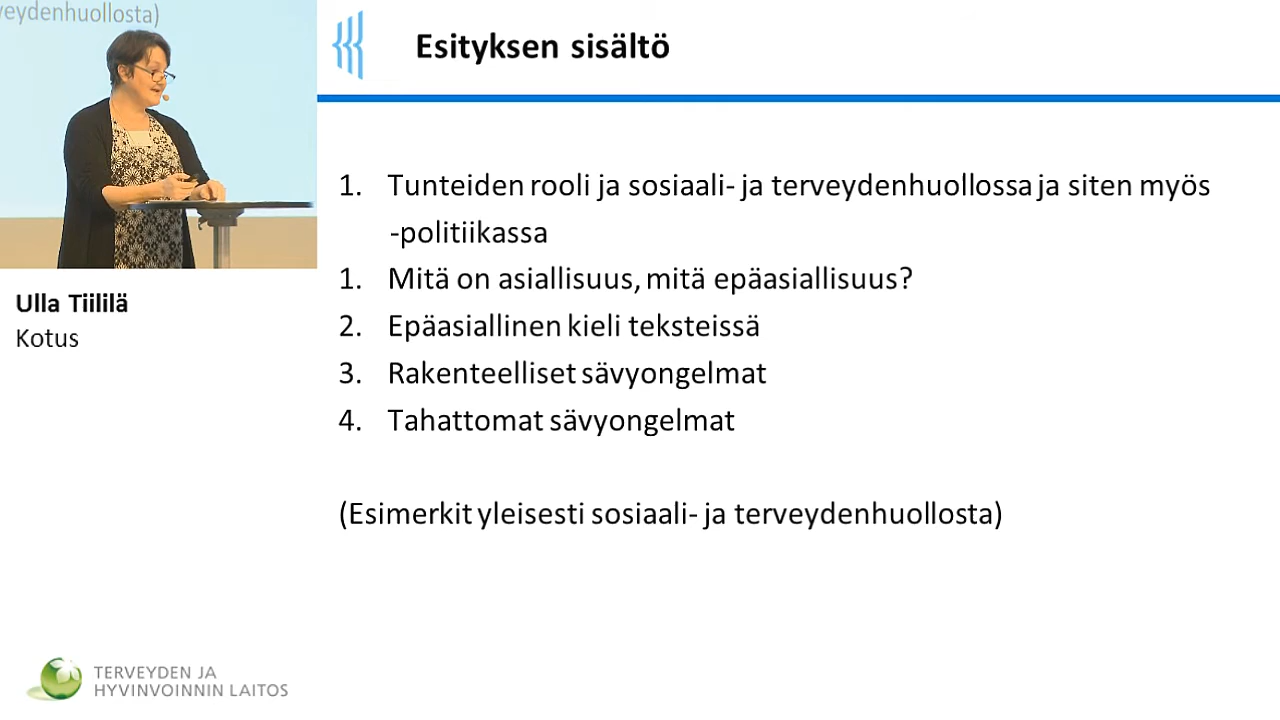 veydenhuollosta)
Esityksen sisältö
1. Tunteiden rooli ja sosiaali- ja terveydenhuollossa ja siten myös
-politiikassa
1. Mitä on asiallisuus, mitä epäasiallisuus?
2. Epäasiallinen kieli teksteissä
3. Rakenteelliset sävyongelmat
4. Tahattomat sävyongelmat
(Esimerkit yleisesti sosiaali- ja terveydenhuollosta)
Ulla Tiililä
Kotus
TERVEYDEN JA
HYVINVOINNIN LAITOS